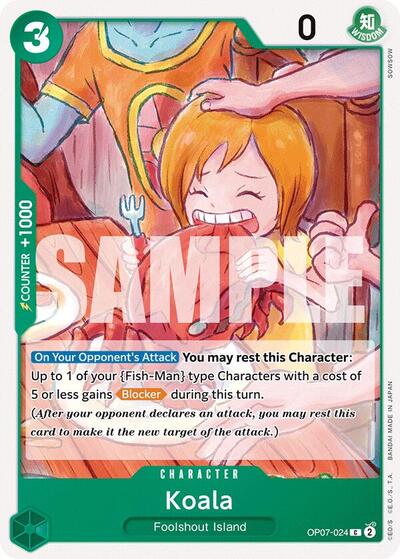 3
0
知
WISDOM
SOWSOW
COUNTER +1000
SAMPLE
On Your Opponent's Attack You may rest this Character:
Up to 1 of your {Fish-Man} type Characters with a cost of
5 or less gains Blocker during this turn.
(After your opponent declares an attack, you may rest this
card to make it the new target of the attack.)
CHARACTER
Koala
Foolshout Island
OP07-024 C 2
©E.O./S. ©E.O./S., T.A. BANDAI MADE IN JAPAN